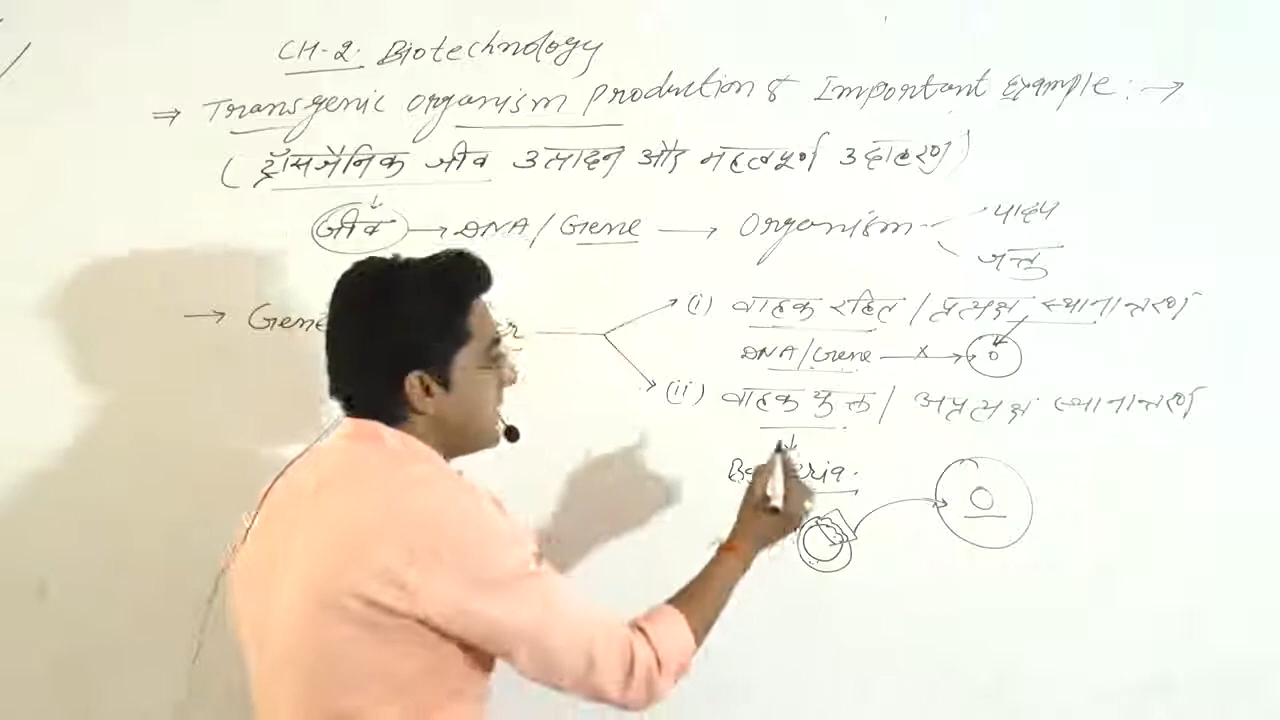 CH-2. Biotechnology
⇒ Transgenic organism production & Important Example :→
(ट्राँसजैनिक जीव उत्पादन और महत्वपूर्ण उदाहरण)
जीव → DNA/Gene → Organism
पादप
जन्तु
→ Gene
(i) वाहक रहित / प्रत्यक्ष स्थानान्तरण
DNA/Gene
(ii) वाहक युक्त / अप्रत्यक्ष स्थानान्तरण